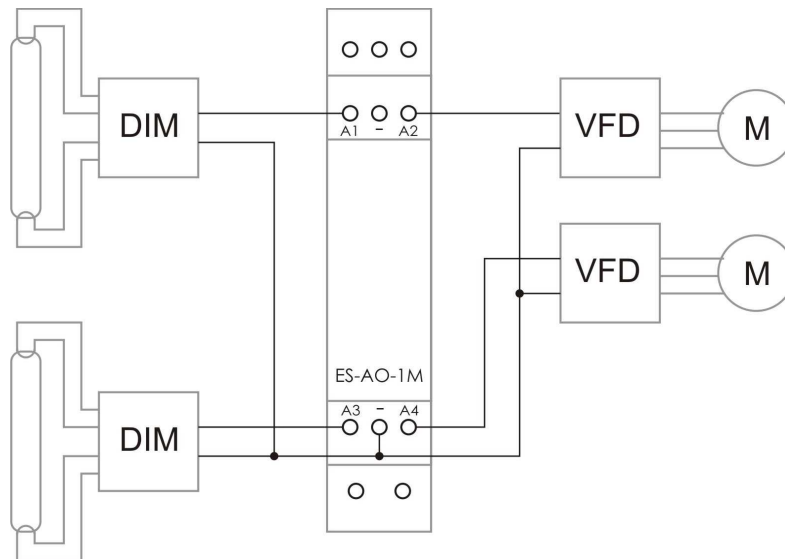 DIM
A1 - A2
VFD
M
VFD
M
ES-AO-1M
A3 - A4
DIM